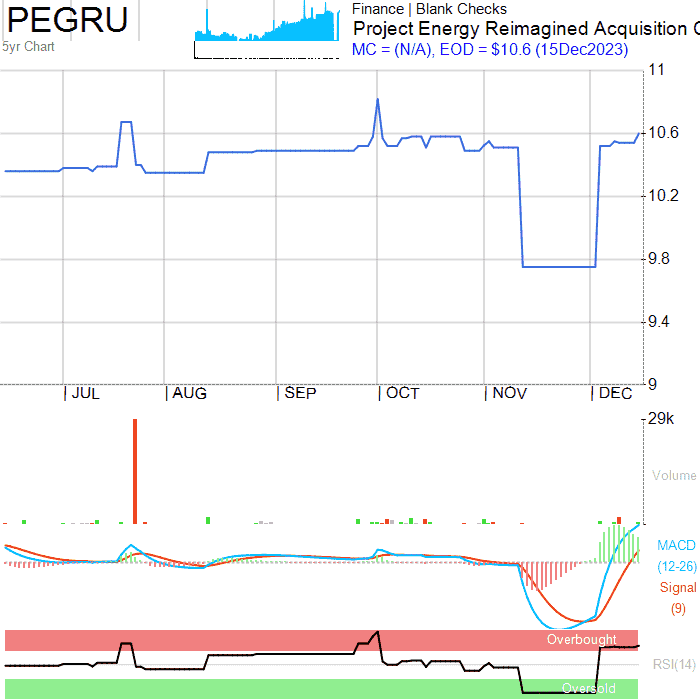 PEGRU
5yr Chart
Finance | Blank Checks
Project Energy Reimagined Acquisition C
MC = (N/A), EOD = $10.6 (15Dec2023)
11
10.6
10.2
9.8
9.4
9
| JUL | AUG | SEP | OCT | NOV | DEC
29k
Volume
MACD
(12-26)
Signal
(9)
Overbought
RSI(14)
Oversold